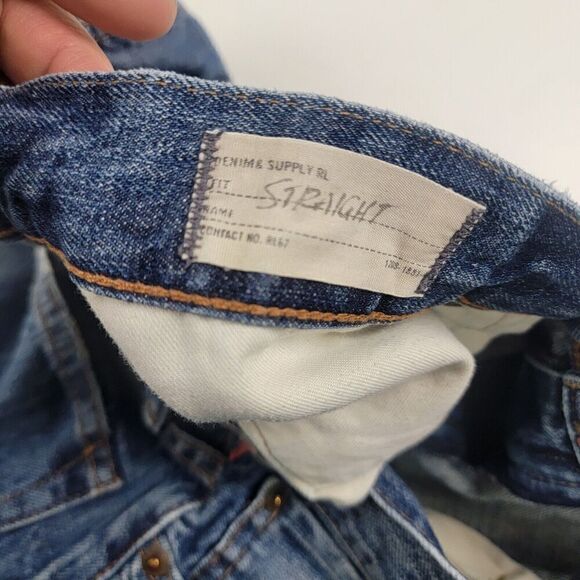 DENIM & SUPPLY RL
FIT STRAIGHT
NAME
CONTACT NO. RL67